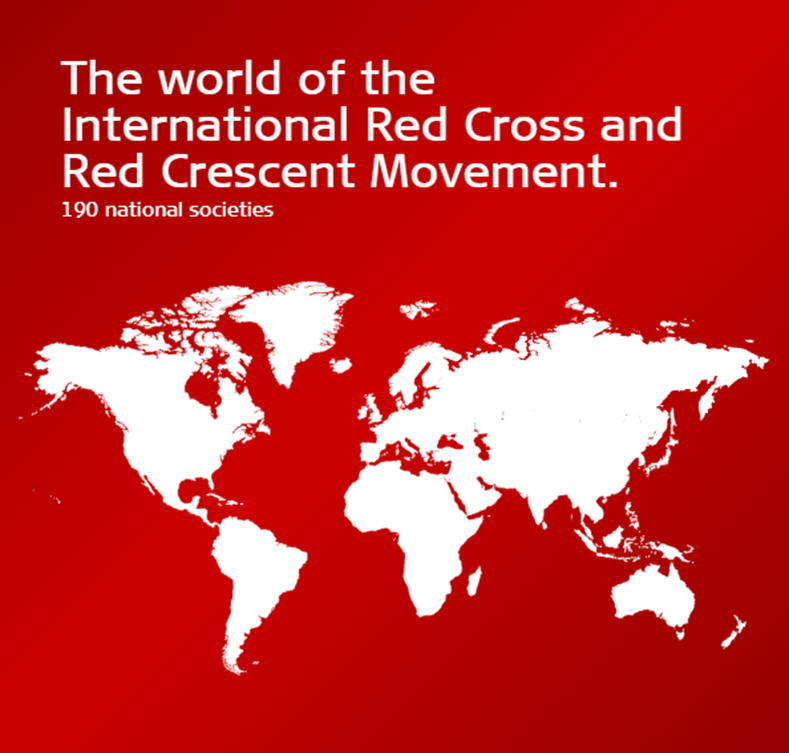 The world of the
International Red Cross and
Red Crescent Movement.
190 national societies